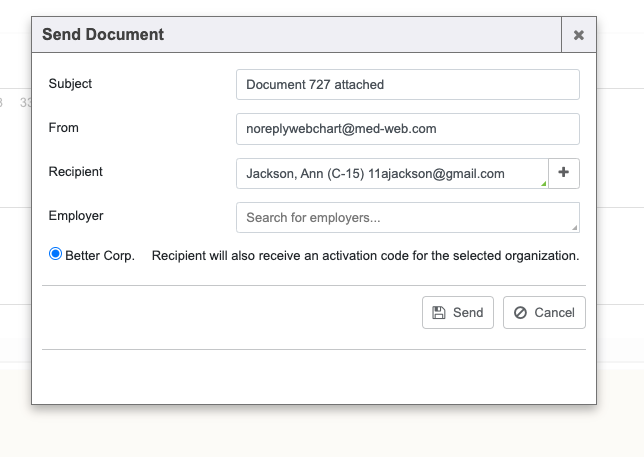 Send Document
Subject
Document 727 attached
From
noreplywebchart@med-web.com
Recipient
Jackson, Ann (C-15) 11ajackson@gmail.com
Employer
Search for employers...
Better Corp. Recipient will also receive an activation code for the selected organization.
Send Cancel